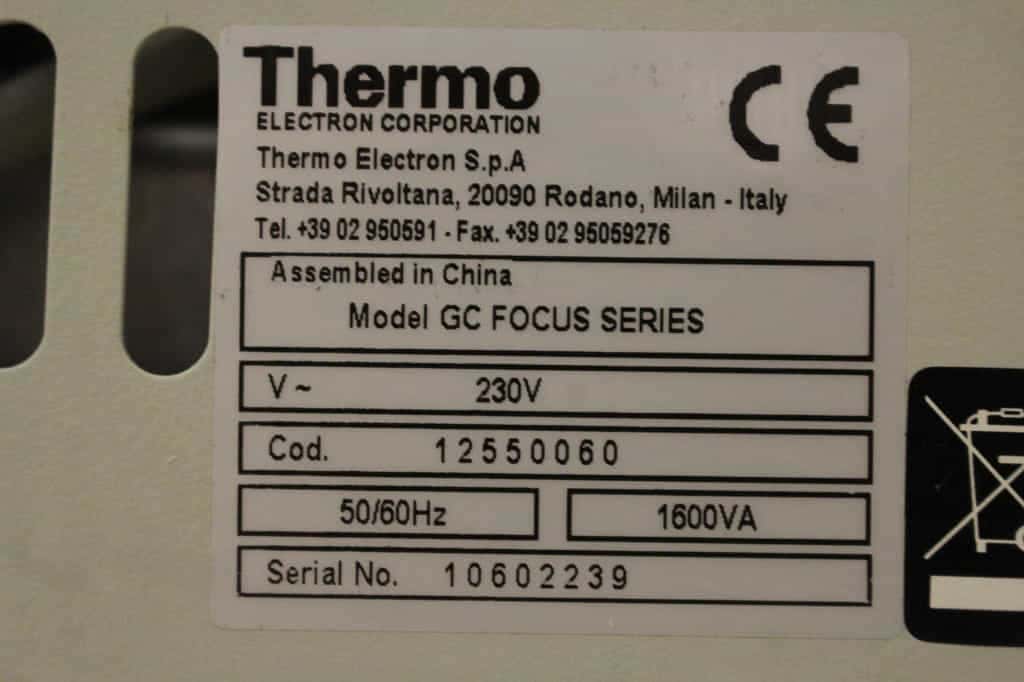 Thermo
ELECTRON CORPORATION
CE
Thermo Electron S.p.A
Strada Rivoltana, 20090 Rodano, Milan - Italy
Tel. +39 02 950591 - Fax. +39 02 95059276
Assembled in China
Model GC FOCUS SERIES
V ~ 230V
Cod. 12550060
50/60Hz 1600VA
Serial No. 10602239